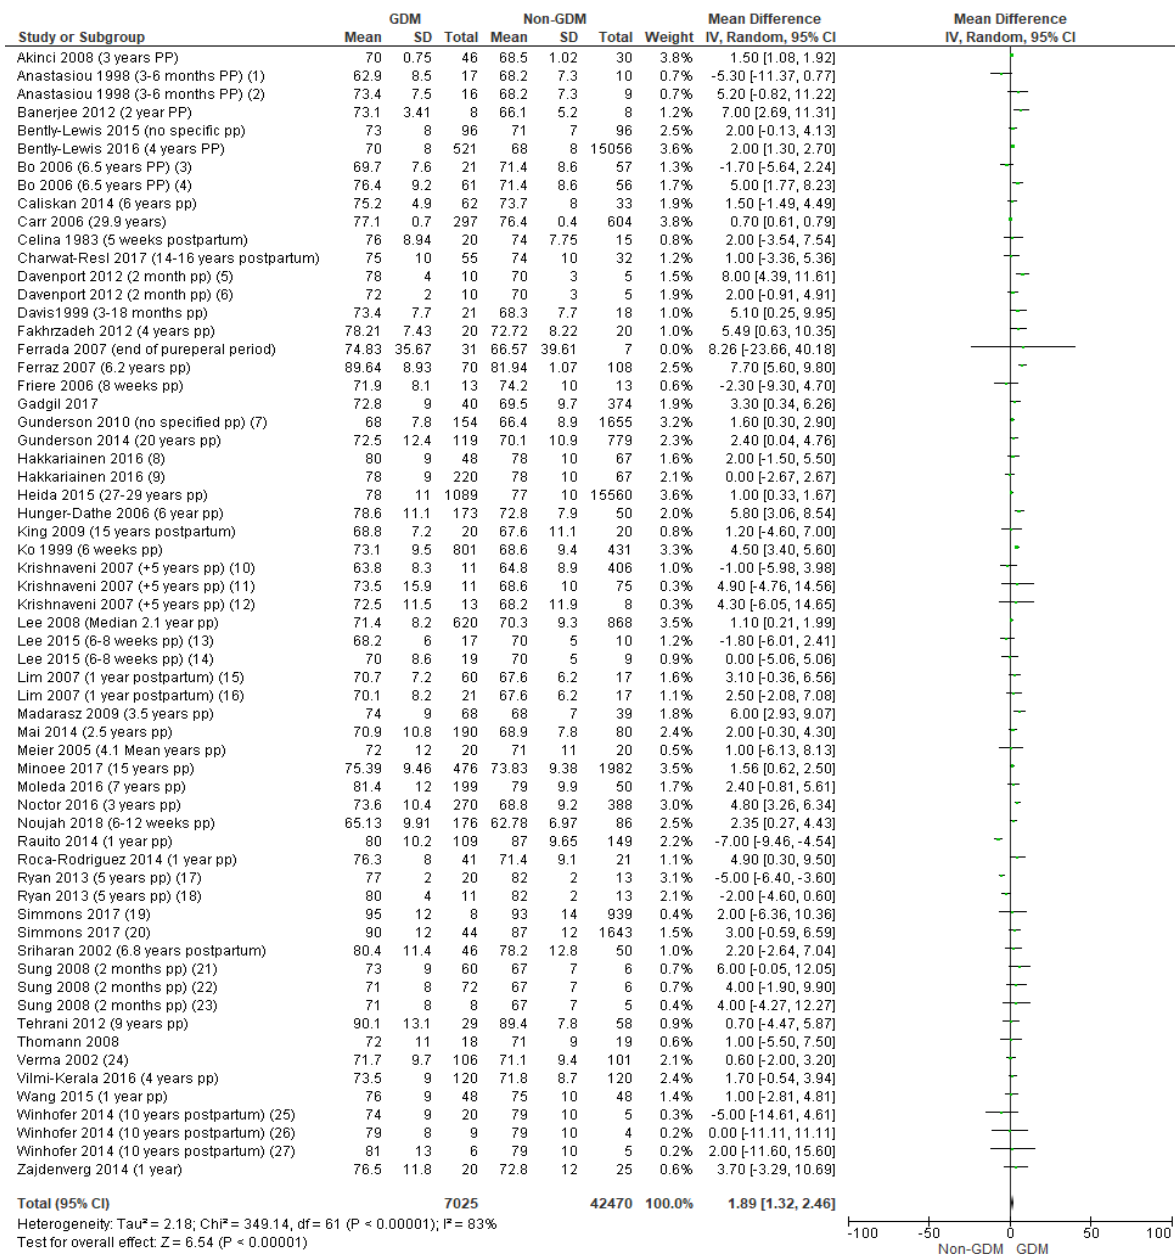 GDM Non-GDM Mean Difference Mean Difference
Study or Subgroup Mean SD Total Mean SD Total Weight IV, Random, 95% CI IV, Random, 95% CI
Akinci 2008 (3 years PP) 70 0.75 46 68.5 1.02 30 3.8% 1.50 [1.08, 1.92]
Anastasiou 1998 (3-6 months PP) (1) 62.9 8.5 17 68.2 7.3 10 0.7% -5.30 [-11.37, 0.77]
Anastasiou 1998 (3-6 months PP) (2) 73.4 7.5 16 68.2 7.3 9 0.7% 5.20 [-0.82, 11.22]
Banerjee 2012 (2 year PP) 73.1 3.41 8 66.1 5.2 8 1.2% 7.00 [2.69, 11.31]
Bently-Lewis 2015 (no specific pp) 73 8 96 71 7 96 2.5% 2.00 [-0.13, 4.13]
Bently-Lewis 2016 (4 years PP) 70 8 521 68 8 15056 3.6% 2.00 [1.30, 2.70]
Bo 2006 (6.5 years PP) (3) 69.7 7.6 21 71.4 8.6 57 1.3% -1.70 [-5.64, 2.24]
Bo 2006 (6.5 years PP) (4) 76.4 9.2 61 71.4 8.6 56 1.7% 5.00 [1.77, 8.23]
Caliskan 2014 (6 years pp) 75.2 4.9 62 73.7 8 33 1.8% 1.50 [-1.49, 4.49]
Carr 2006 (29.9 years) 77.1 0.7 297 76.4 0.4 604 3.8% 0.70 [0.61, 0.79]
Celina 1983 (5 weeks postpartum) 76 8.94 20 74 7.75 15 0.8% 2.00 [-3.54, 7.54]
Charwat-Resl 2017 (14-16 years postpartum) 75 10 55 74 10 32 1.2% 1.00 [-3.36, 5.36]
Davenport 2012 (2 month pp) (5) 78 4 10 70 3 5 1.5% 8.00 [4.39, 11.61]
Davenport 2012 (2 month pp) (6) 72 2 10 70 3 5 1.9% 2.00 [-0.91, 4.91]
Davis1999 (3-18 months pp) 73.4 7.7 21 68.3 7.7 18 1.0% 5.10 [0.25, 9.95]
Fakhrzadeh 2012 (4 years pp) 78.21 7.43 20 72.72 8.22 20 1.0% 5.49 [0.63, 10.35]
Ferrada 2007 (end of pureperal period) 74.83 35.67 31 66.57 39.61 7 0.0% 8.26 [-23.66, 40.18]
Ferraz 2007 (6.2 years pp) 89.64 8.93 70 81.94 1.07 108 2.5% 7.70 [5.60, 9.80]
Friere 2006 (8 weeks pp) 71.9 8.1 13 74.2 10 13 0.6% -2.30 [-9.30, 4.70]
Gadgil 2017 72.8 9 40 69.5 9.7 374 1.9% 3.30 [0.34, 6.26]
Gunderson 2010 (no specified pp) (7) 68 7.8 154 66.4 8.9 1655 3.2% 1.60 [0.30, 2.90]
Gunderson 2014 (20 years pp) 72.5 12.4 119 70.1 10.9 779 2.3% 2.40 [0.04, 4.76]
Hakkariainen 2016 (8) 80 9 48 78 10 67 1.5% 2.00 [-1.50, 5.50]
Hakkariainen 2016 (9) 78 9 220 78 10 67 2.1% 0.00 [-2.67, 2.67]
Heida 2015 (27-29 years pp) 78 11 1089 77 10 15560 3.6% 1.00 [0.33, 1.67]
Hunger-Dathe 2006 (6 year pp) 78.6 11.1 173 72.8 7.9 50 2.0% 5.80 [3.06, 8.54]
King 2009 (15 years postpartum) 68.8 7.2 20 67.6 11.1 20 0.8% 1.20 [-4.60, 7.00]
Ko 1999 (6 weeks pp) 73.1 9.5 801 68.6 9.4 431 3.3% 4.50 [3.40, 5.60]
Krishnaveni 2007 (+5 years pp) (10) 63.8 8.3 11 64.8 8.9 406 1.0% -1.00 [-5.98, 3.98]
Krishnaveni 2007 (+5 years pp) (11) 73.5 15.9 11 68.6 10 75 0.3% 4.90 [-4.76, 14.56]
Krishnaveni 2007 (+5 years pp) (12) 72.5 11.5 13 68.2 11.9 8 0.3% 4.30 [-6.05, 14.65]
Lee 2008 (Median 2.1 year pp) 71.4 8.2 620 70.3 9.3 868 3.5% 1.10 [0.21, 1.99]
Lee 2015 (6-8 weeks pp) (13) 68.2 6 17 70 5 10 1.2% -1.80 [-6.01, 2.41]
Lee 2015 (6-8 weeks pp) (14) 70 8.6 19 70 5 9 0.9% 0.00 [-5.06, 5.06]
Lim 2007 (1 year postpartum) (15) 70.7 7.2 60 67.6 6.2 17 1.5% 3.10 [-0.36, 6.56]
Lim 2007 (1 year postpartum) (16) 70.1 8.2 21 67.6 6.2 17 1.1% 2.50 [-2.08, 7.08]
Madarasz 2009 (3.5 years pp) 74 9 68 68 7 39 1.8% 6.00 [2.93, 9.07]
Mai 2014 (2.5 years pp) 70.9 10.8 190 68.9 7.8 80 2.4% 2.00 [-0.30, 4.30]
Meier 2005 (4.1 Mean years pp) 72 12 20 71 11 20 0.5% 1.00 [-6.13, 8.13]
Minoee 2017 (15 years pp) 75.39 9.46 476 73.83 9.38 1982 3.5% 1.56 [0.62, 2.50]
Moleda 2016 (7 years pp) 81.4 12 199 79 9.9 50 1.7% 2.40 [-0.81, 5.61]
Noctor 2016 (3 years pp) 73.6 10.4 270 68.8 9.2 388 3.0% 4.80 [3.26, 6.34]
Noujah 2018 (6-12 weeks pp) 65.13 9.91 176 62.78 6.97 86 2.5% 2.35 [0.27, 4.43]
Rauito 2014 (1 year pp) 80 10.2 109 87 9.65 149 2.2% -7.00 [-9.46, -4.54]
Roca-Rodriguez 2014 (1 year pp) 76.3 8 41 71.4 9.1 21 1.1% 4.90 [0.30, 9.50]
Ryan 2013 (5 years pp) (17) 77 2 20 82 2 13 3.1% -5.00 [-6.40, -3.60]
Ryan 2013 (5 years pp) (18) 80 4 11 82 2 13 2.1% -2.00 [-4.60, 0.60]
Simmons 2017 (19) 95 12 8 93 14 939 0.4% 2.00 [-6.36, 10.36]
Simmons 2017 (20) 90 12 44 87 12 1643 1.5% 3.00 [-0.59, 6.59]
Sriharan 2002 (6.8 years postpartum) 80.4 11.4 46 78.2 12.8 50 1.0% 2.20 [-2.64, 7.04]
Sung 2008 (2 months pp) (21) 73 9 60 67 7 6 0.7% 6.00 [-0.05, 12.05]
Sung 2008 (2 months pp) (22) 71 8 72 67 7 6 0.7% 4.00 [-1.90, 9.90]
Sung 2008 (2 months pp) (23) 71 8 8 67 7 5 0.4% 4.00 [-4.27, 12.27]
Tehrani 2012 (9 years pp) 90.1 13.1 29 89.4 7.8 58 0.9% 0.70 [-4.47, 5.87]
Thomann 2008 72 11 18 71 9 19 0.6% 1.00 [-5.50, 7.50]
Verma 2002 (24) 71.7 9.7 106 71.1 9.4 101 2.1% 0.60 [-2.00, 3.20]
Vilmi-Kerala 2016 (4 years pp) 73.5 9 120 71.8 8.7 120 2.4% 1.70 [-0.54, 3.94]
Wang 2015 (1 year pp) 76 9 48 75 10 48 1.4% 1.00 [-2.81, 4.81]
Winhofer 2014 (10 years postpartum) (25) 74 9 20 79 10 5 0.3% -5.00 [-14.61, 4.61]
Winhofer 2014 (10 years postpartum) (26) 79 8 9 79 10 4 0.2% 0.00 [-11.11, 11.11]
Winhofer 2014 (10 years postpartum) (27) 81 13 6 79 10 5 0.2% 2.00 [-11.60, 15.60]
Zajdenverg 2014 (1 year) 76.5 11.8 20 72.8 12 25 0.6% 3.70 [-3.29, 10.69]
Total (95% CI) 7025 42470 100.0% 1.89 [1.32, 2.46]
Heterogeneity: Tau² = 2.18; Chi² = 349.14, df = 61 (P < 0.00001); I² = 83%
Test for overall effect: Z = 6.54 (P < 0.00001)
-100 -50 0 50 100
Non-GDM GDM